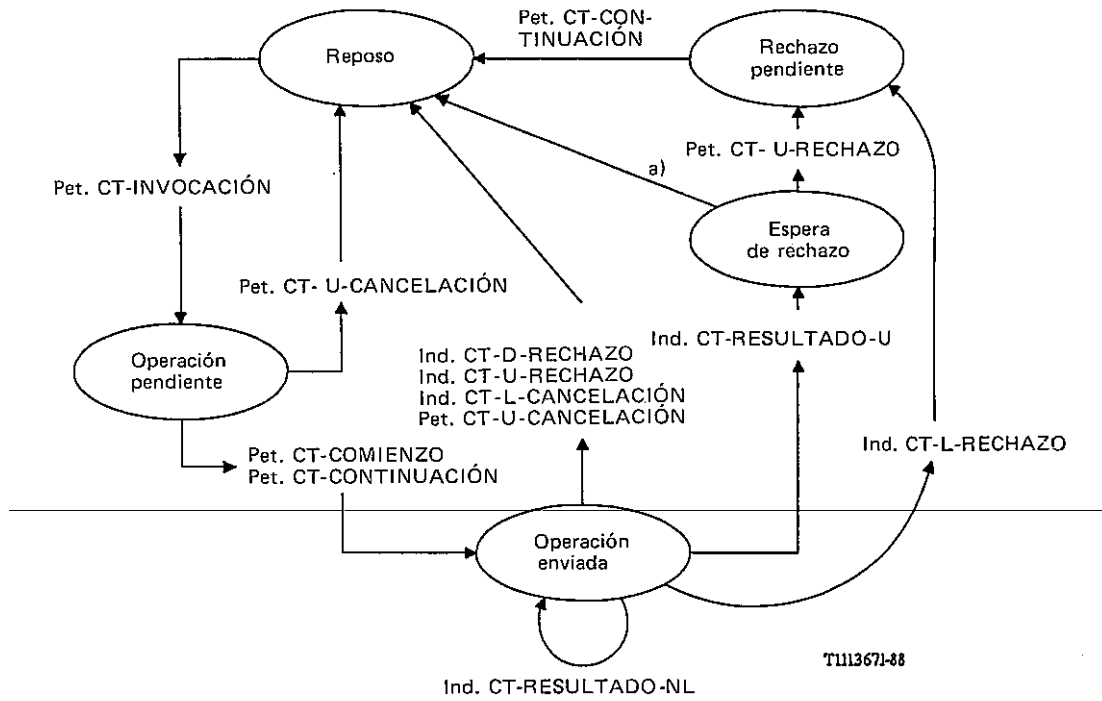 Pet. CT-CON-
TINUACIÓN
Reposo
Rechazo
pendiente
Pet. CT- U-RECHAZO
a)
Pet. CT-INVOCACIÓN
Espera
de rechazo
Pet. CT- U-CANCELACIÓN
Ind. CT-RESULTADO-U
Operación
pendiente
Ind. CT-D-RECHAZO
Ind. CT-U-RECHAZO
Ind. CT-L-CANCELACIÓN
Pet. CT-U-CANCELACIÓN
Ind. CT-L-RECHAZO
Pet. CT-COMIENZO
Pet. CT-CONTINUACIÓN
Operación
enviada
T1113671-88
Ind. CT-RESULTADO-NL